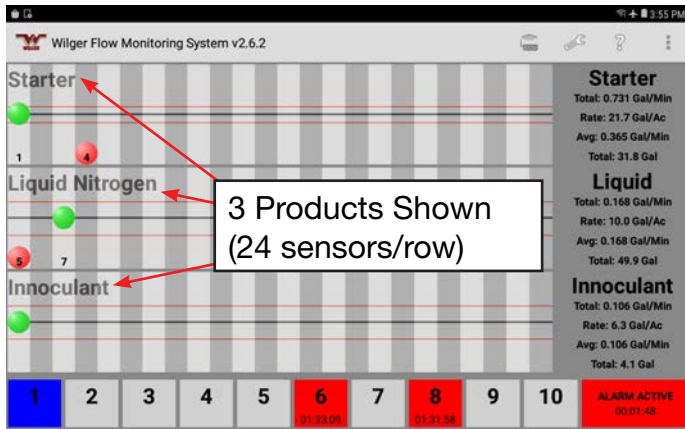 3:55 PM
WILGER Wilger Flow Monitoring System v2.6.2
Starter
1
4
Liquid Nitrogen
5
7
Innoculant
3 Products Shown
(24 sensors/row)
Starter
Total: 0.731 Gal/Min
Rate: 21.7 Gal/Ac
Avg: 0.365 Gal/Min
Total: 31.8 Gal
Liquid
Total: 0.168 Gal/Min
Rate: 10.0 Gal/Ac
Avg: 0.168 Gal/Min
Total: 49.9 Gal
Innoculant
Total: 0.106 Gal/Min
Rate: 6.3 Gal/Ac
Avg: 0.106 Gal/Min
Total: 4.1 Gal
1 2 3 4 5 6 7 8 9 10 ALARM ACTIVE
01:33:09 01:31:58 00:01:48